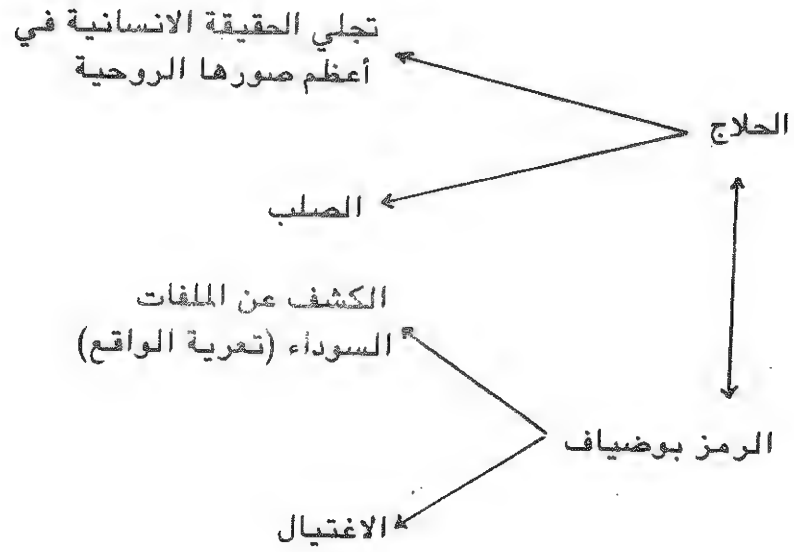 تجلي الحقيقة الانسانية في
أعظم صورها الروحية
الحلاج
الصلب
الكشف عن الملفات
السوداء (تعرية الواقع)
الرمز بوضياف
الاغتيال